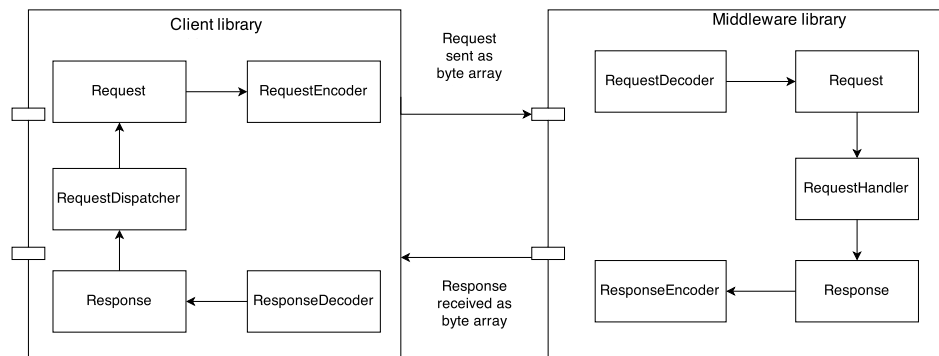 Client library
Request
RequestEncoder
RequestDispatcher
Response
ResponseDecoder
Request
sent as
byte array
Response
received as
byte array
Middleware library
RequestDecoder
Request
RequestHandler
ResponseEncoder
Response